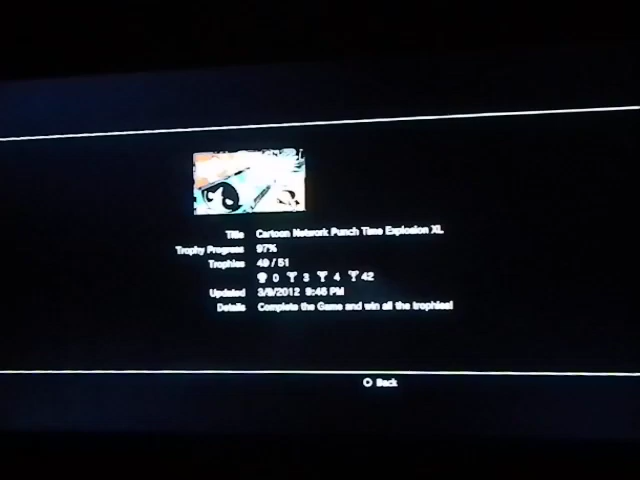 Title Cartoon Network Punch Time Explosion XL
Trophy Progress 97%
Trophies 49 / 51
0 3 4 42
Updated 3/9/2012 9:46 PM
Details Complete the Game and win all the trophies!
Back